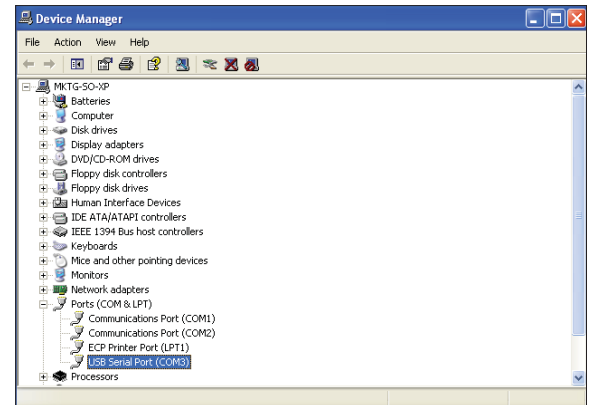 Device Manager
File Action View Help
MKTG-SO-XP
Batteries
Computer
Disk drives
Display adapters
DVD/CD-ROM drives
Floppy disk controllers
Floppy disk drives
Human Interface Devices
IDE ATA/ATAPI controllers
IEEE 1394 Bus host controllers
Keyboards
Mice and other pointing devices
Monitors
Network adapters
Ports (COM & LPT)
Communications Port (COM1)
Communications Port (COM2)
ECP Printer Port (LPT1)
USB Serial Port (COM3)
Processors